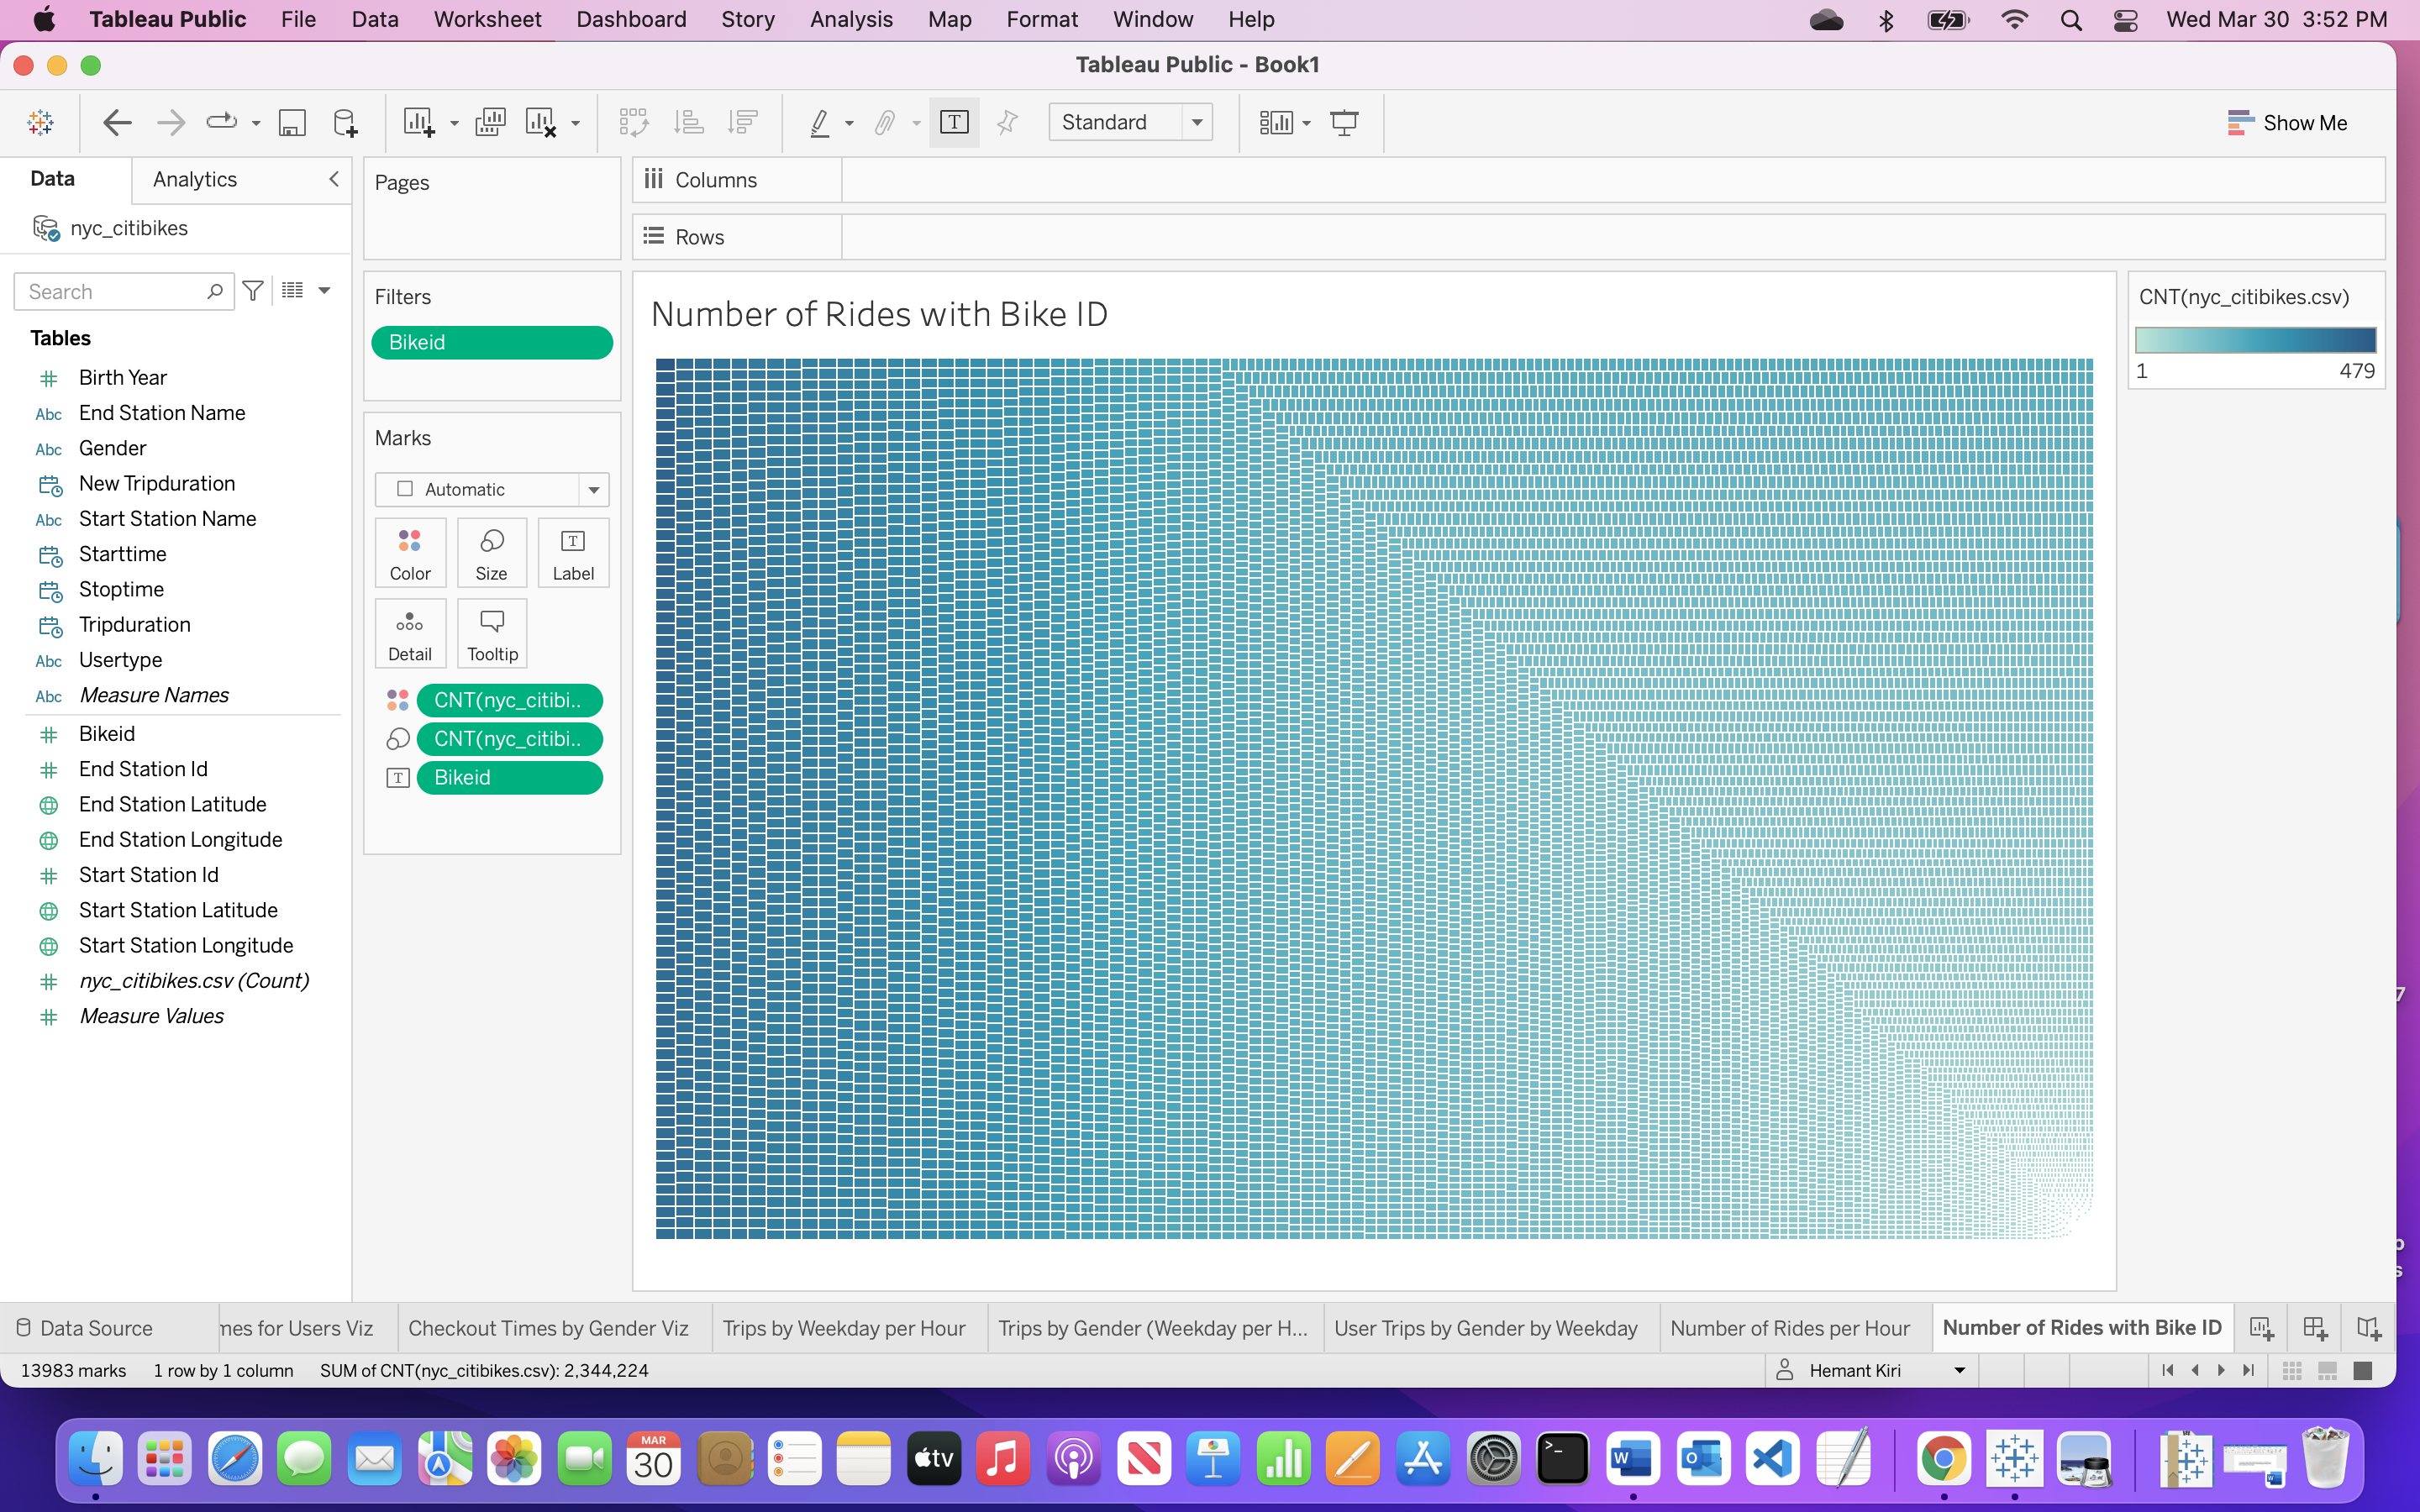 Tableau Public File Data Worksheet Dashboard Story Analysis Map Format Window Help Wed Mar 30 3:52 PM
Tableau Public - Book1
T Standard Show Me
Data Analytics
nyc_citibikes
Search
Tables
Birth Year
Abc End Station Name
Abc Gender
New Tripduration
Abc Start Station Name
Starttime
Stoptime
Tripduration
Abc Usertype
Abc Measure Names
Bikeid
End Station Id
End Station Latitude
End Station Longitude
Start Station Id
Start Station Latitude
Start Station Longitude
nyc_citibikes.csv (Count)
Measure Values
Pages
Filters
Bikeid
Marks
Automatic
Color Size T Label
Detail Tooltip
CNT(nyc_citibi..
CNT(nyc_citibi..
T Bikeid
Columns
Rows
Number of Rides with Bike ID
CNT(nyc_citibikes.csv)
1 479
Data Source mes for Users Viz Checkout Times by Gender Viz Trips by Weekday per Hour Trips by Gender (Weekday per H... User Trips by Gender by Weekday Number of Rides per Hour Number of Rides with Bike ID
13983 marks 1 row by 1 column SUM of CNT(nyc_citibikes.csv): 2,344,224 Hemant Kiri
MAR
30
tv